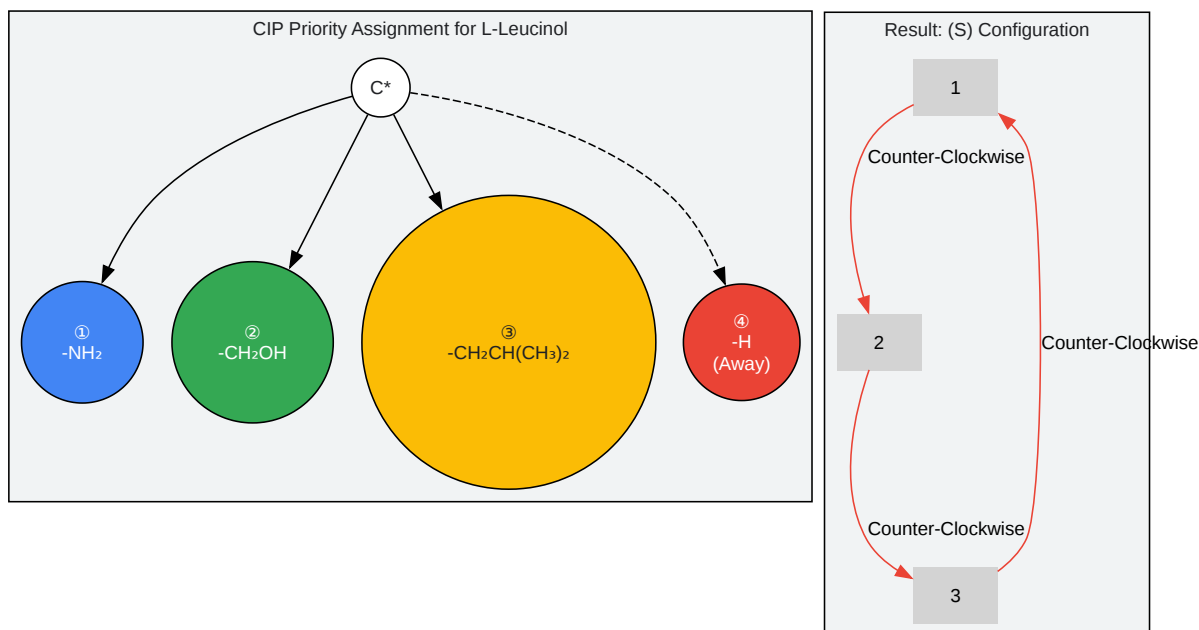 CIP Priority Assignment for L-Leucinol
C*
①
-NH₂
②
-CH₂OH
③
-CH₂CH(CH₃)₂
④
-H
(Away)
Result: (S) Configuration
1
Counter-Clockwise
2
Counter-Clockwise
Counter-Clockwise
3